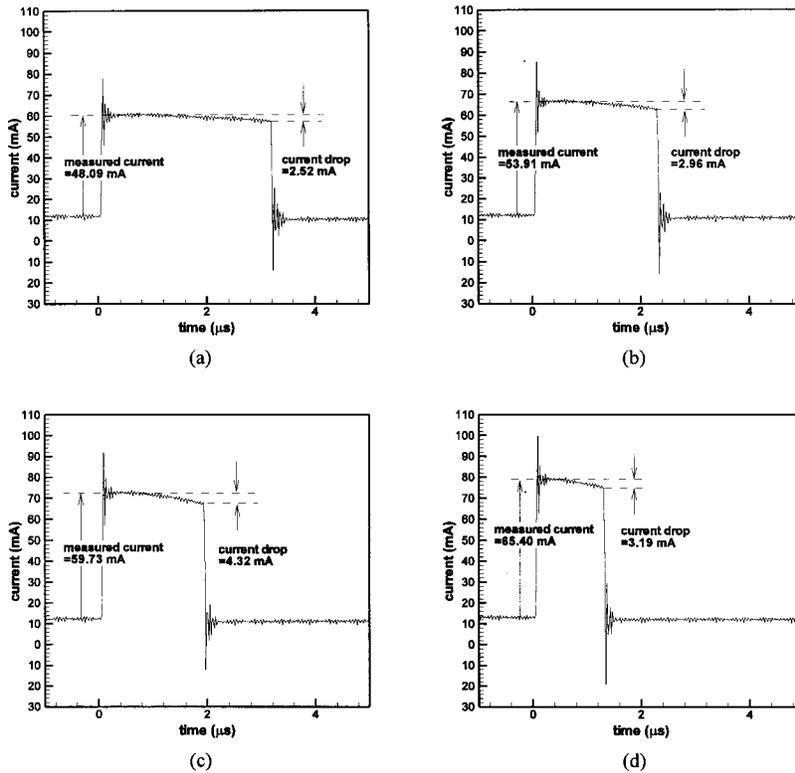 110
100
90
80
70
60
50
40
30
20
10
0
10
20
30
current (mA)
measured current
=48.09 mA
current drop
=2.52 mA
0 2 4
time (μs)
(a)
110
100
90
80
70
60
50
40
30
20
10
0
10
20
30
current (mA)
measured current
=53.91 mA
current drop
=2.96 mA
0 2 4
time (μs)
(b)
110
100
90
80
70
60
50
40
30
20
10
0
10
20
30
current (mA)
measured current
=59.73 mA
current drop
=4.32 mA
0 2 4
time (μs)
(c)
110
100
90
80
70
60
50
40
30
20
10
0
10
20
30
current (mA)
measured current
=65.40 mA
current drop
=3.19 mA
0 2 4
time (μs)
(d)